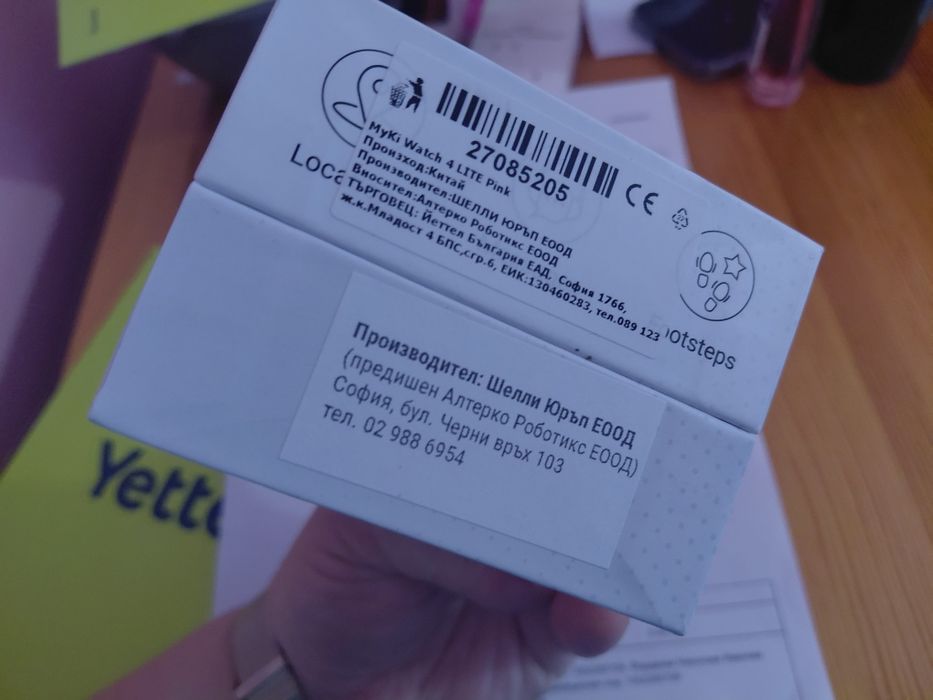 27085205
MyKi Watch 4 LITE Pink
Произход:Китай
Производител:ШЕЛЛИ ЮРЪП ЕООД
Вносител:Алтерко Роботикс ЕООД
ТЪРГОВЕЦ: Йеттел България ЕАД, София 1766,
ж.к.Младост 4 БПС,сгр.6, ЕИК:130460283, тел.089 123
CE
Loca
otsteps
Производител: Шелли Юръп ЕООД
(предишен Алтерко Роботикс ЕООД)
София, бул. Черни връх 103
тел. 02 988 6954
Yette